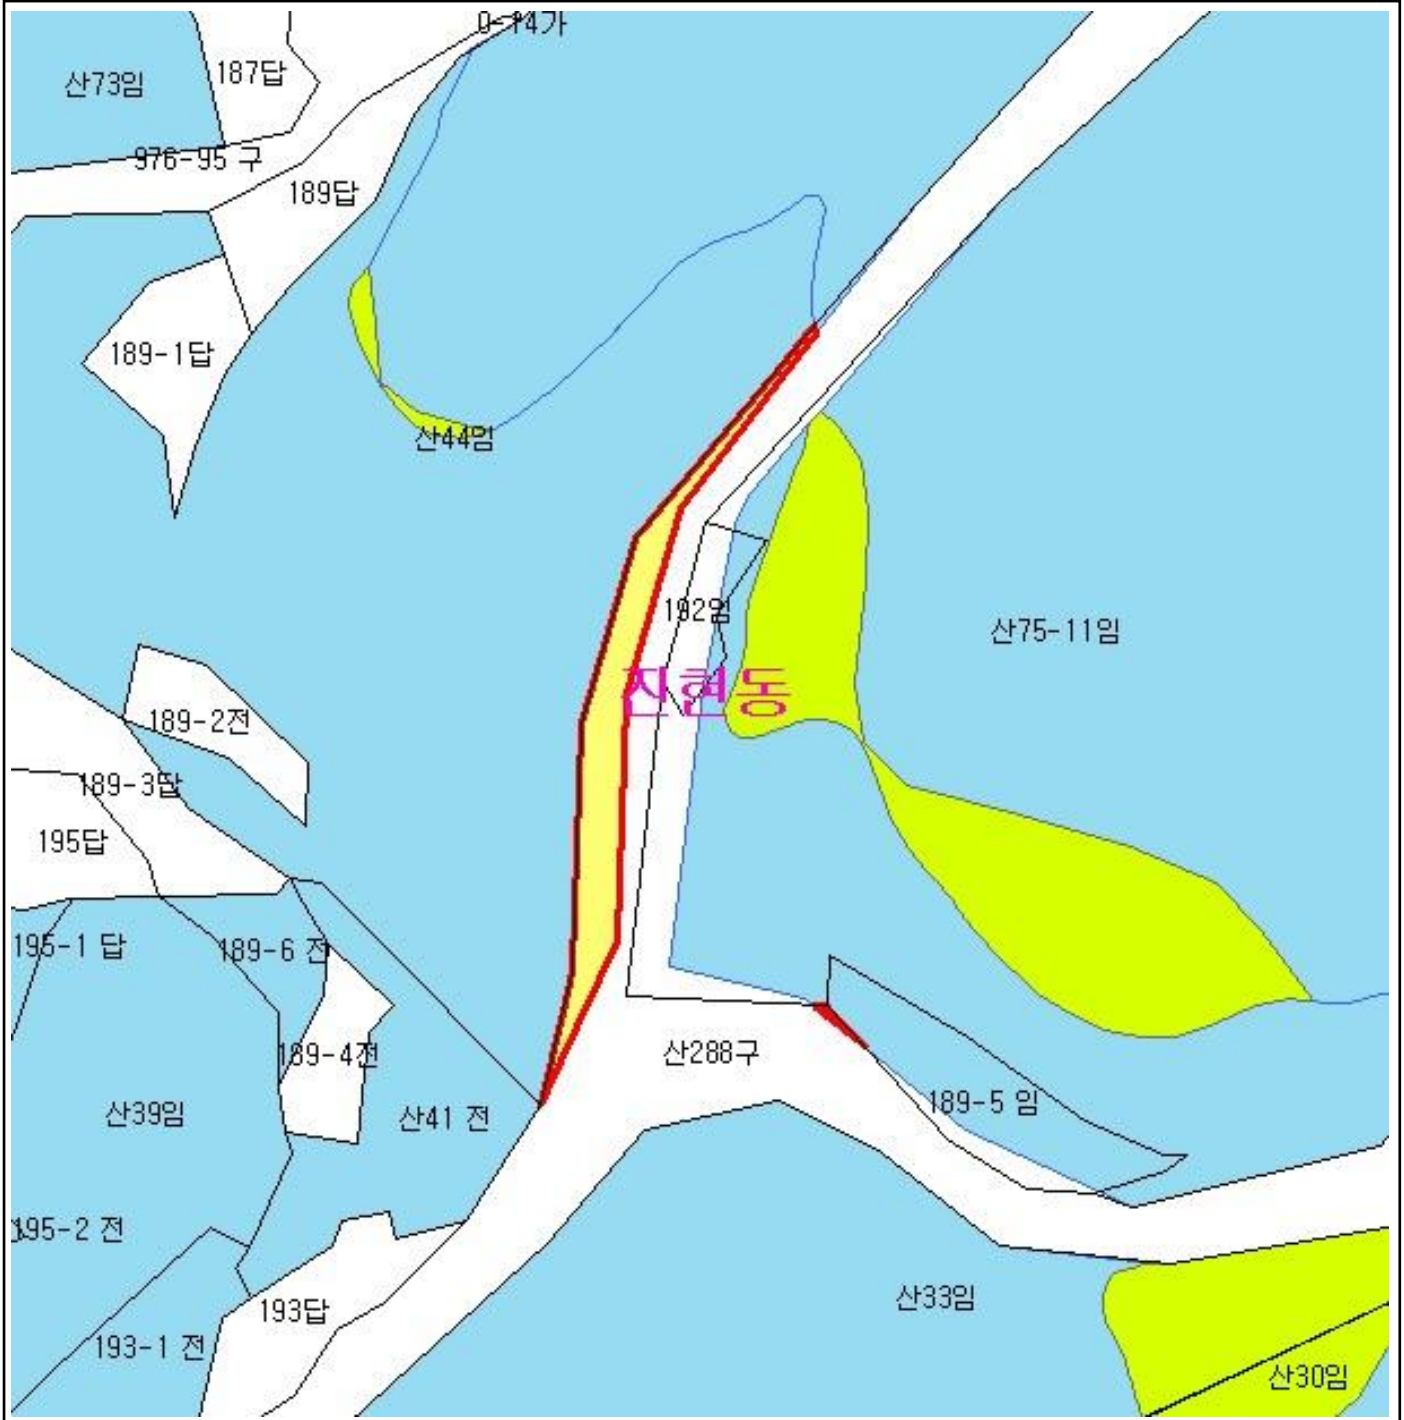 0-14가
187답
산73임
976-95 구
189답
189-1답
산44임
192임
산75-11임
진현동
189-2전
189-3답
195답
195-1 답
189-6 전
189-4전
산288구
189-5 임
산39임
산41 전
195-2 전
산33임
193답
193-1 전
산30임